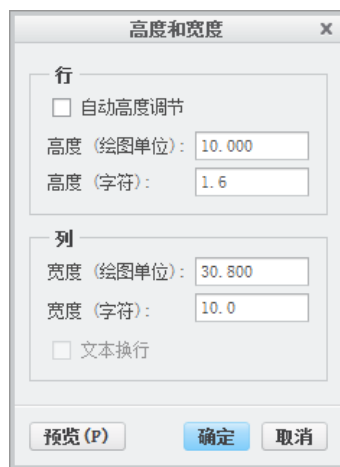 高度和宽度
行
自动高度调节
高度 (绘图单位): 10.000
高度 (字符): 1.6
列
宽度 (绘图单位): 30.800
宽度 (字符): 10.0
文本换行
预览(P) 确定 取消